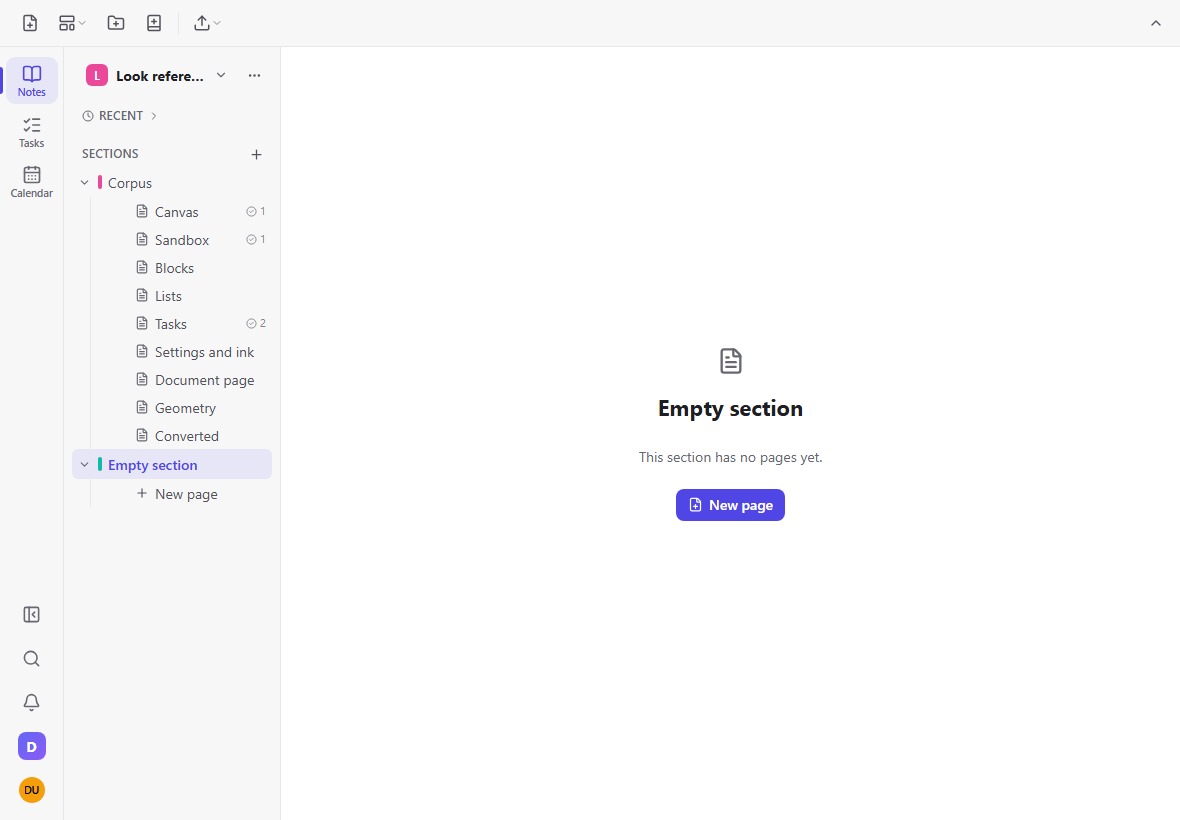 Notes
Tasks
Calendar
D
DU
L Look refere...
RECENT
SECTIONS
Corpus
Canvas 1
Sandbox 1
Blocks
Lists
Tasks 2
Settings and ink
Document page
Geometry
Converted
Empty section
New page
Empty section
This section has no pages yet.
New page